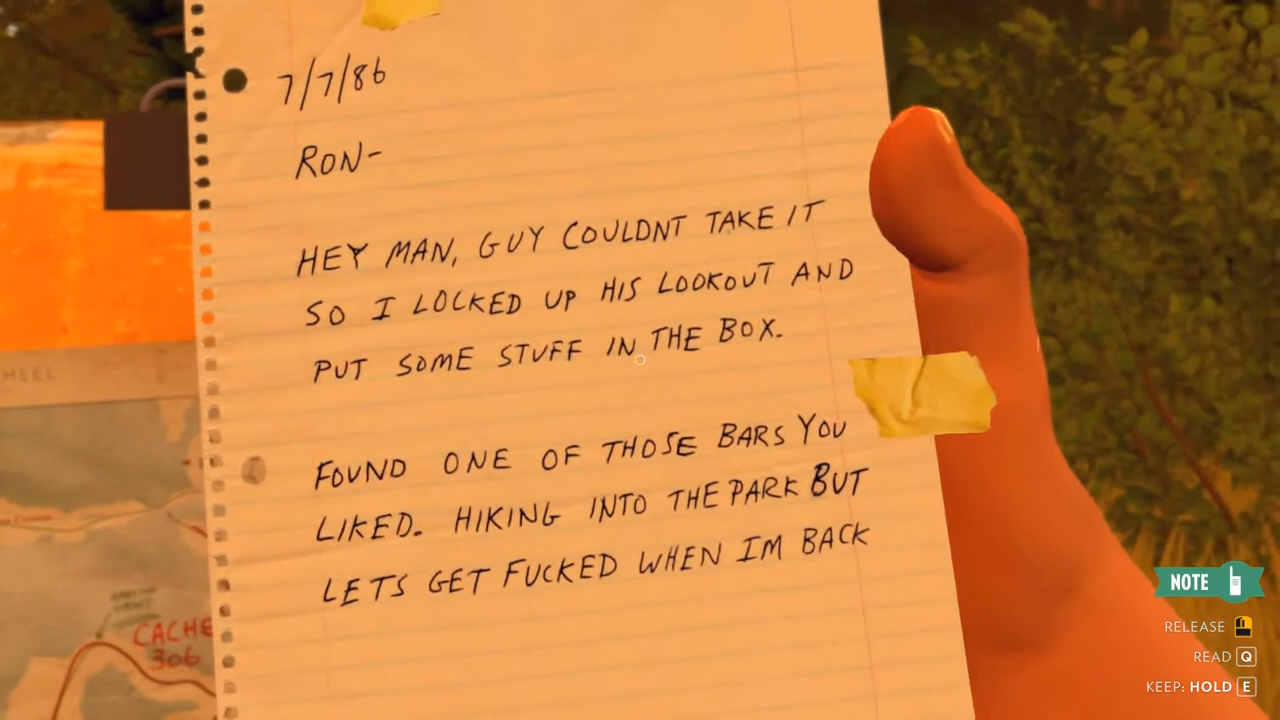 7/7/86
RON-
HEY MAN, GUY COULDNT TAKE IT
SO I LOCKED UP HIS LOOKOUT AND
PUT SOME STUFF IN THE BOX.
FOUND ONE OF THOSE BARS YOU
LIKED. HIKING INTO THE PARK BUT
LETS GET FUCKED WHEN IM BACK
HEEL
CACHE
306
NOTE
RELEASE
READ Q
KEEP: HOLD E